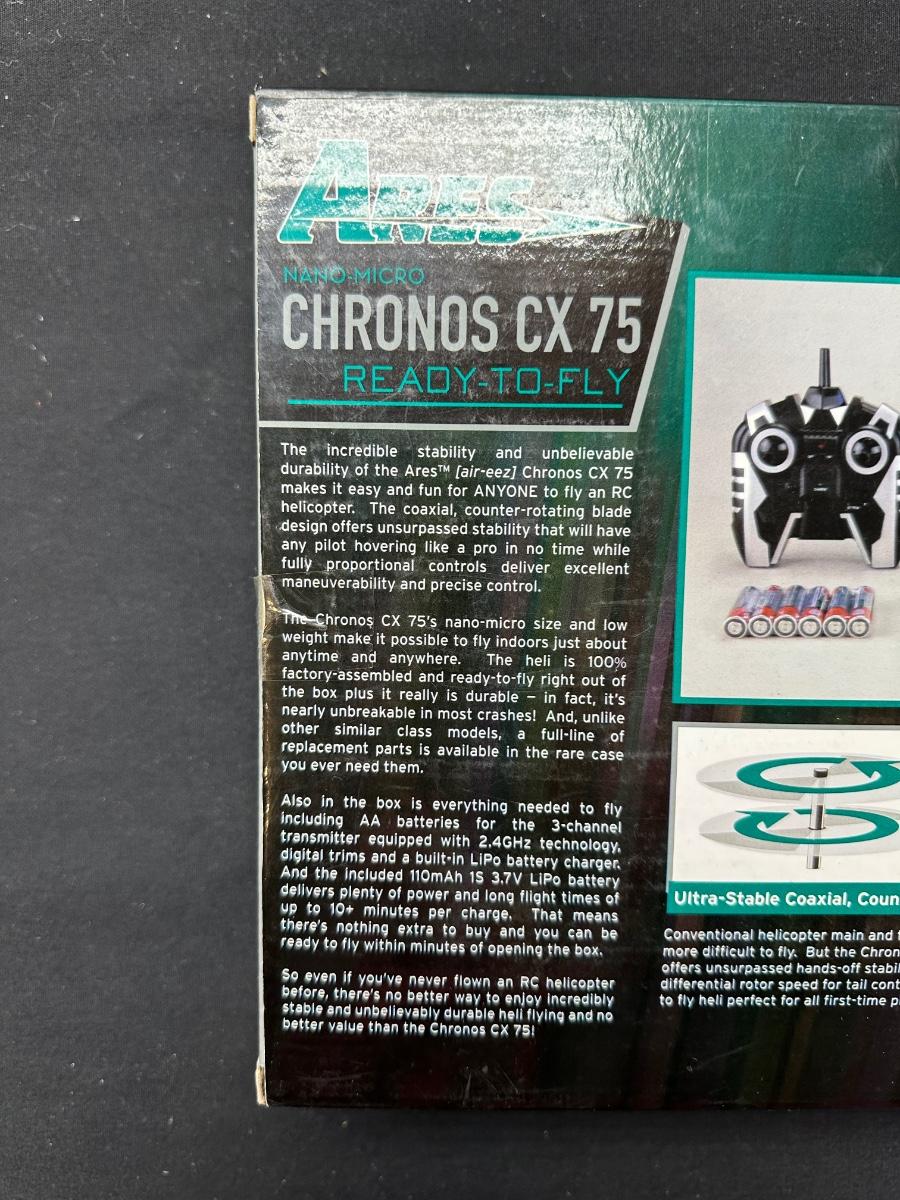 ARES
NANO-MICRO
CHRONOS CX 75
READY-TO-FLY
The incredible stability and unbelievable
durability of the Ares™ [air-eez] Chronos CX 75
makes it easy and fun for ANYONE to fly an RC
helicopter. The coaxial, counter-rotating blade
design offers unsurpassed stability that will have
any pilot hovering like a pro in no time while
fully proportional controls deliver excellent
maneuverability and precise control.
The Chronos CX 75's nano-micro size and low
weight make it possible to fly indoors just about
anytime and anywhere. The heli is 100%
factory-assembled and ready-to-fly right out of
the box plus it really is durable – in fact, it's
nearly unbreakable in most crashes! And, unlike
other similar class models, a full-line of
replacement parts is available in the rare case
you ever need them.
Also in the box is everything needed to fly
including AA batteries for the 3-channel
transmitter equipped with 2.4GHz technology,
digital trims and a built-in LiPo battery charger.
And the included 110mAh 1S 3.7V LiPo battery
delivers plenty of power and long flight times of
up to 10+ minutes per charge. That means
there's nothing extra to buy and you can be
ready to fly within minutes of opening the box.
So even if you've never flown an RC helicopter
before, there's no better way to enjoy incredibly
stable and unbelievably durable heli flying and no
better value than the Chronos CX 75!
Ultra-Stable Coaxial, Coun
Conventional helicopter main and
more difficult to fly. But the Chron
offers unsurpassed hands-off stabil
differential rotor speed for tail cont
to fly heli perfect for all first-time p